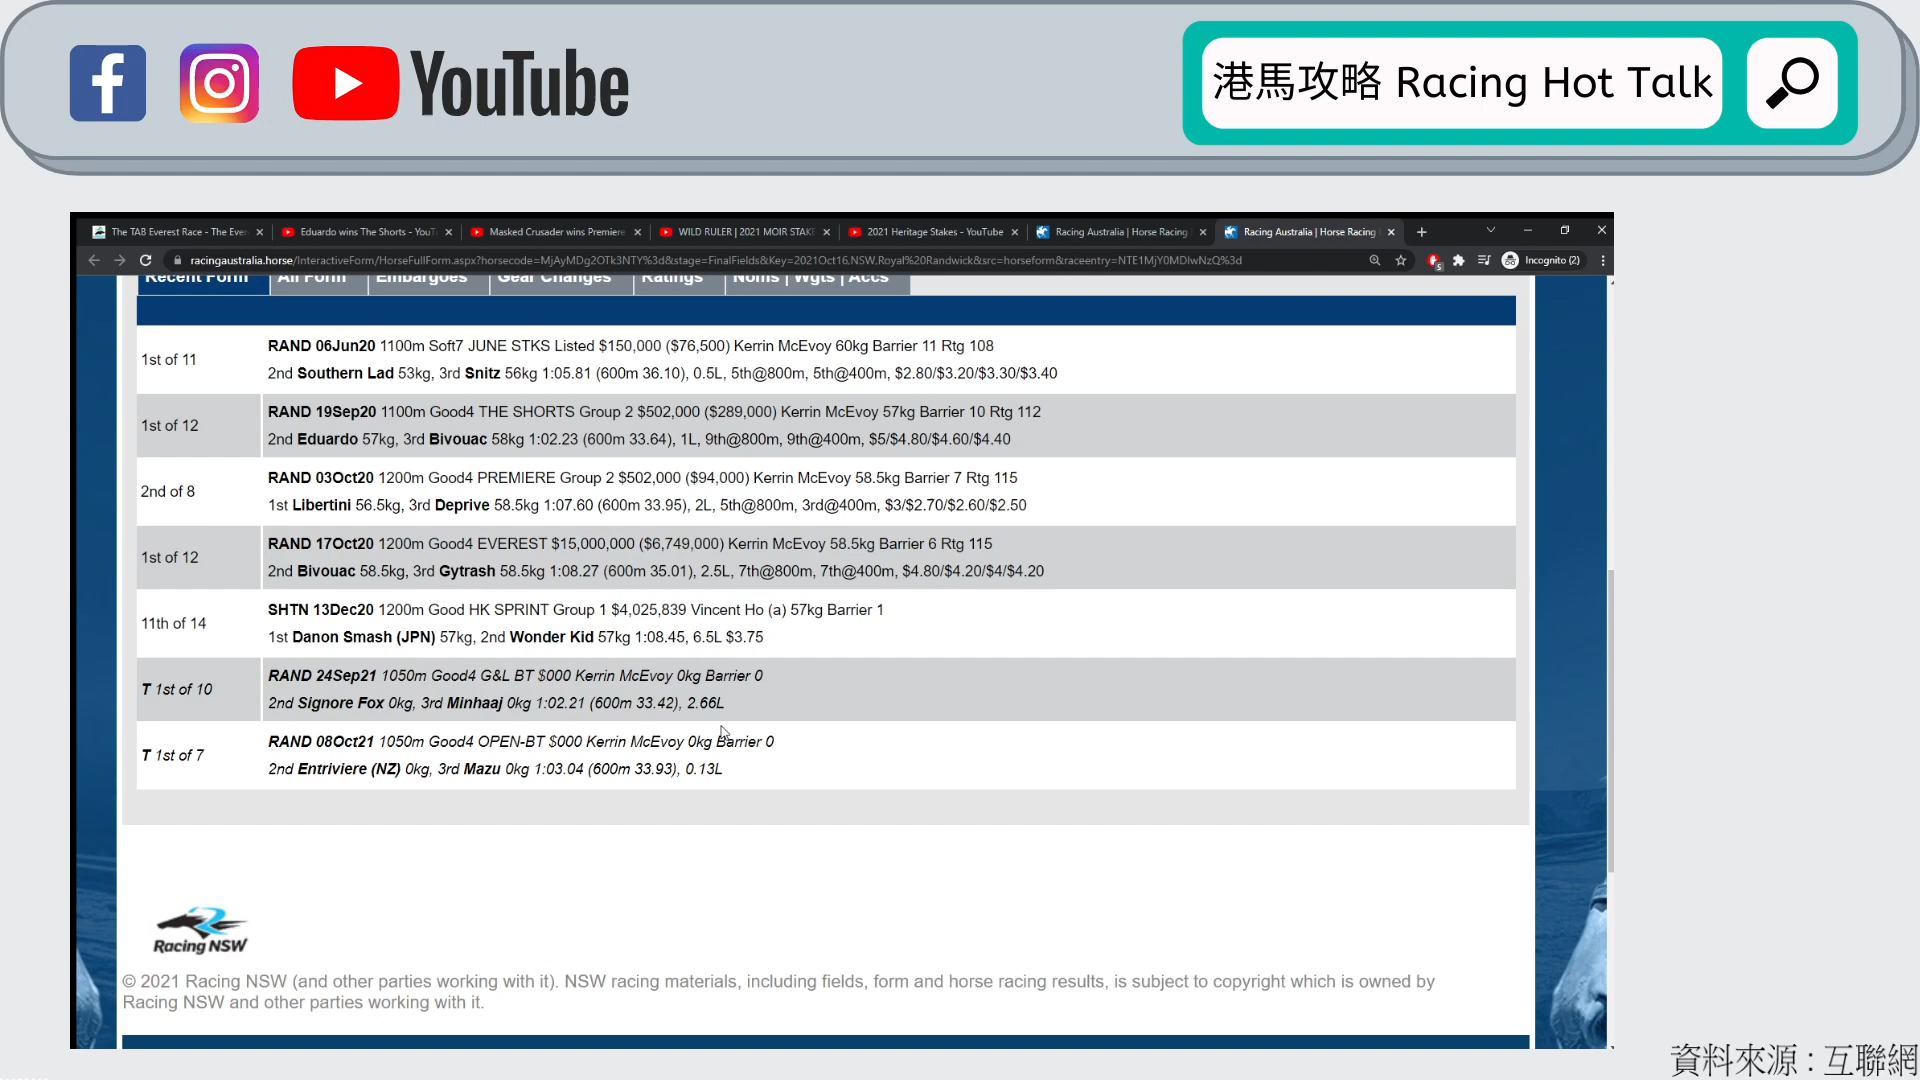 YouTube
港馬攻略 Racing Hot Talk
The TAB Everest Race - The Ever
Eduardo wins The Shorts - YouT
Masked Crusader wins Premiere
WILD RULER | 2021 MOIR STAKE
2021 Heritage Stakes - YouTube
Racing Australia | Horse Racing
Racing Australia | Horse Racing
racingaustralia.horse/InteractiveForm/HorseFullForm.aspx?horsecode=MjAyMDg2OTk3NTY%3d&stage=FinalFields&Key=2021Oct16,NSW,Royal%20Randwick&src=horseform&raceentry=NTE1MjY0MDIwNzQ%3d
Incognito (2)
Recent Form
All Form
Embargoes
Gear Changes
Ratings
Noms | Wgts | Accs
1st of 11
RAND 06Jun20 1100m Soft7 JUNE STKS Listed $150,000 ($76,500) Kerrin McEvoy 60kg Barrier 11 Rtg 108
2nd Southern Lad 53kg, 3rd Snitz 56kg 1:05.81 (600m 36.10), 0.5L, 5th@800m, 5th@400m, $2.80/$3.20/$3.30/$3.40
1st of 12
RAND 19Sep20 1100m Good4 THE SHORTS Group 2 $502,000 ($289,000) Kerrin McEvoy 57kg Barrier 10 Rtg 112
2nd Eduardo 57kg, 3rd Bivouac 58kg 1:02.23 (600m 33.64), 1L, 9th@800m, 9th@400m, $5/$4.80/$4.60/$4.40
2nd of 8
RAND 03Oct20 1200m Good4 PREMIERE Group 2 $502,000 ($94,000) Kerrin McEvoy 58.5kg Barrier 7 Rtg 115
1st Libertini 56.5kg, 3rd Deprive 58.5kg 1:07.60 (600m 33.95), 2L, 5th@800m, 3rd@400m, $3/$2.70/$2.60/$2.50
1st of 12
RAND 17Oct20 1200m Good4 EVEREST $15,000,000 ($6,749,000) Kerrin McEvoy 58.5kg Barrier 6 Rtg 115
2nd Bivouac 58.5kg, 3rd Gytrash 58.5kg 1:08.27 (600m 35.01), 2.5L, 7th@800m, 7th@400m, $4.80/$4.20/$4/$4.20
11th of 14
SHTN 13Dec20 1200m Good HK SPRINT Group 1 $4,025,839 Vincent Ho (a) 57kg Barrier 1
1st Danon Smash (JPN) 57kg, 2nd Wonder Kid 57kg 1:08.45, 6.5L $3.75
T 1st of 10
RAND 24Sep21 1050m Good4 G&L BT $000 Kerrin McEvoy 0kg Barrier 0
2nd Signore Fox 0kg, 3rd Minhaaj 0kg 1:02.21 (600m 33.42), 2.66L
T 1st of 7
RAND 08Oct21 1050m Good4 OPEN-BT $000 Kerrin McEvoy 0kg Barrier 0
2nd Entriviere (NZ) 0kg, 3rd Mazu 0kg 1:03.04 (600m 33.93), 0.13L
Racing NSW
© 2021 Racing NSW (and other parties working with it). NSW racing materials, including fields, form and horse racing results, is subject to copyright which is owned by
Racing NSW and other parties working with it.
資料來源 : 互聯網